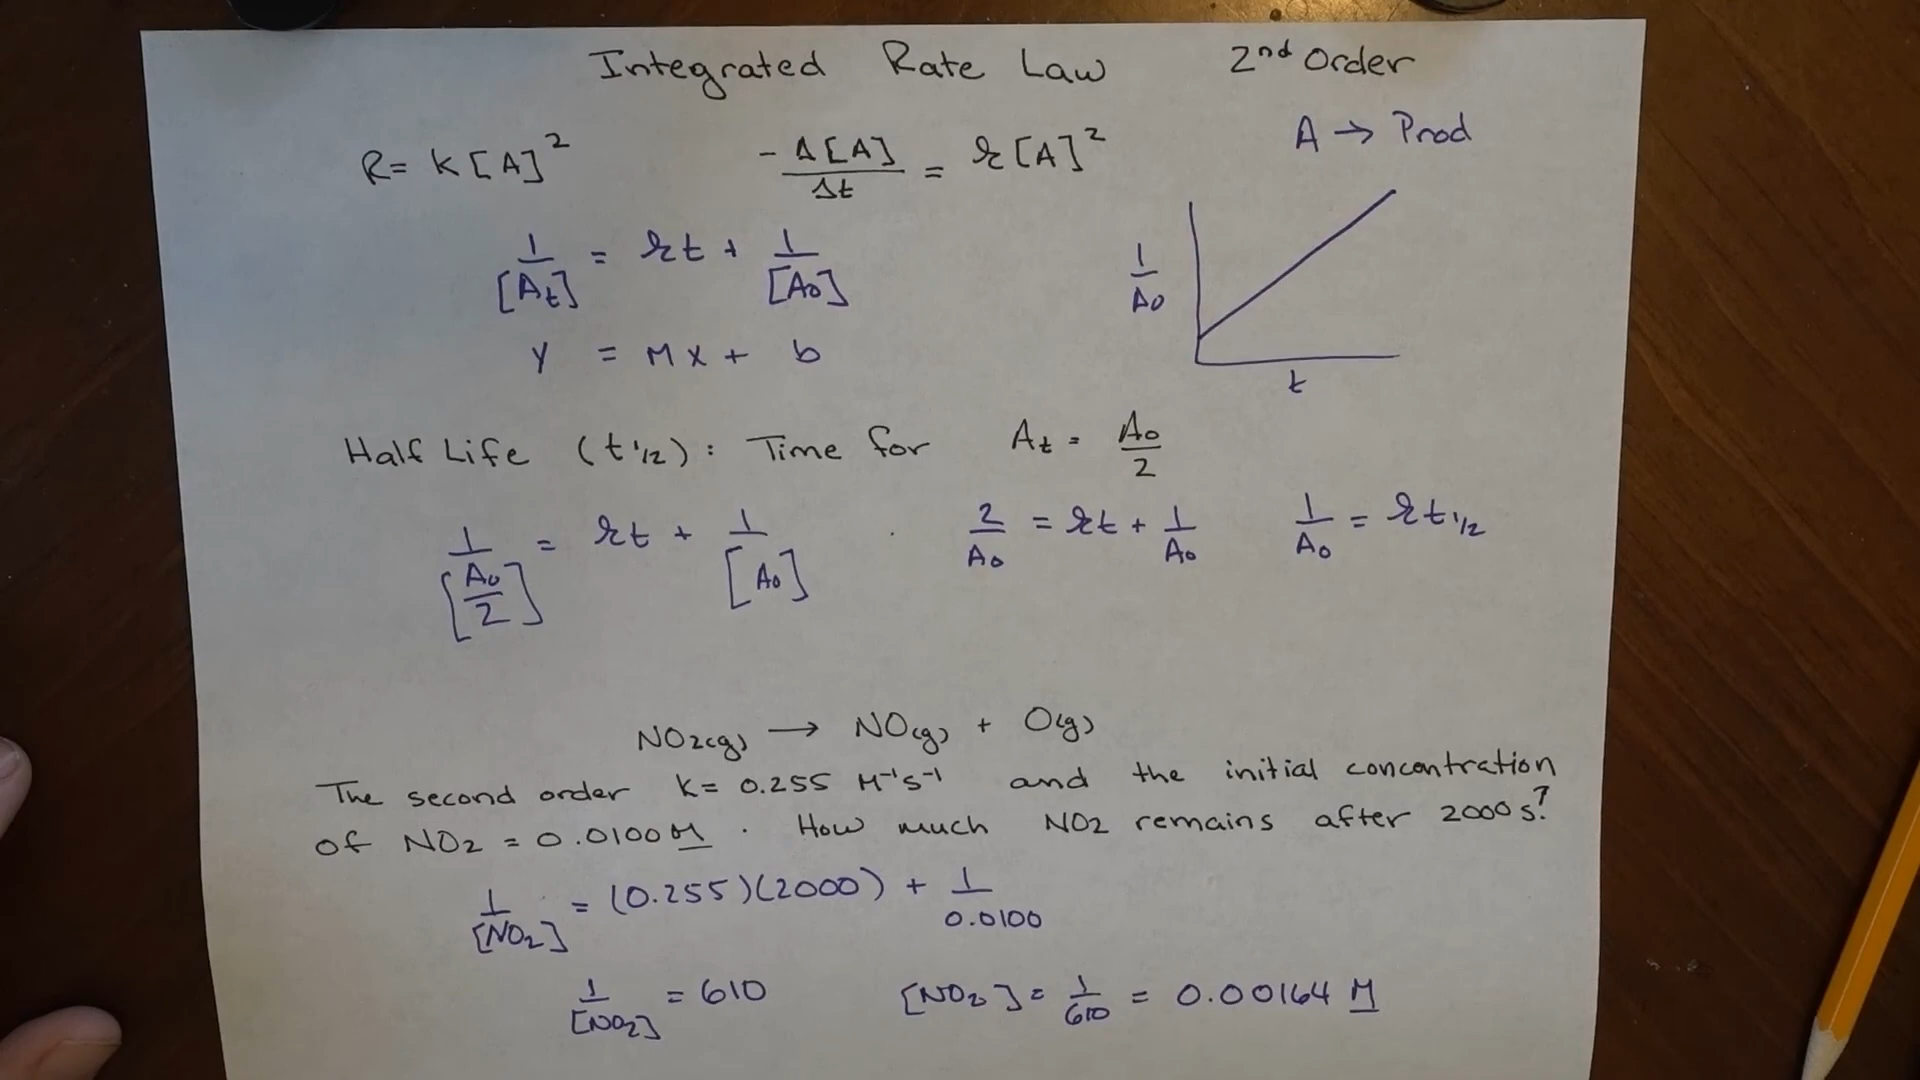 Integrated Rate Law 2nd Order
A → Prod
R = k[A]² -Δ[A]/Δt = k[A]²
1/[At] = kt + 1/[A0]
y = Mx + b
1/A0
t
Half Life (t1/2): Time for At = A0/2
1/[A0/2] = kt + 1/[A0] 2/A0 = kt + 1/A0 1/A0 = kt1/2
NO2(g) → NO(g) + O(g)
The second order k = 0.255 M⁻¹s⁻¹ and the initial concentration
of NO2 = 0.0100 M. How much NO2 remains after 2000 s?
1/[NO2] = (0.255)(2000) + 1/0.0100
1/[NO2] = 610 [NO2] = 1/610 = 0.00164 M